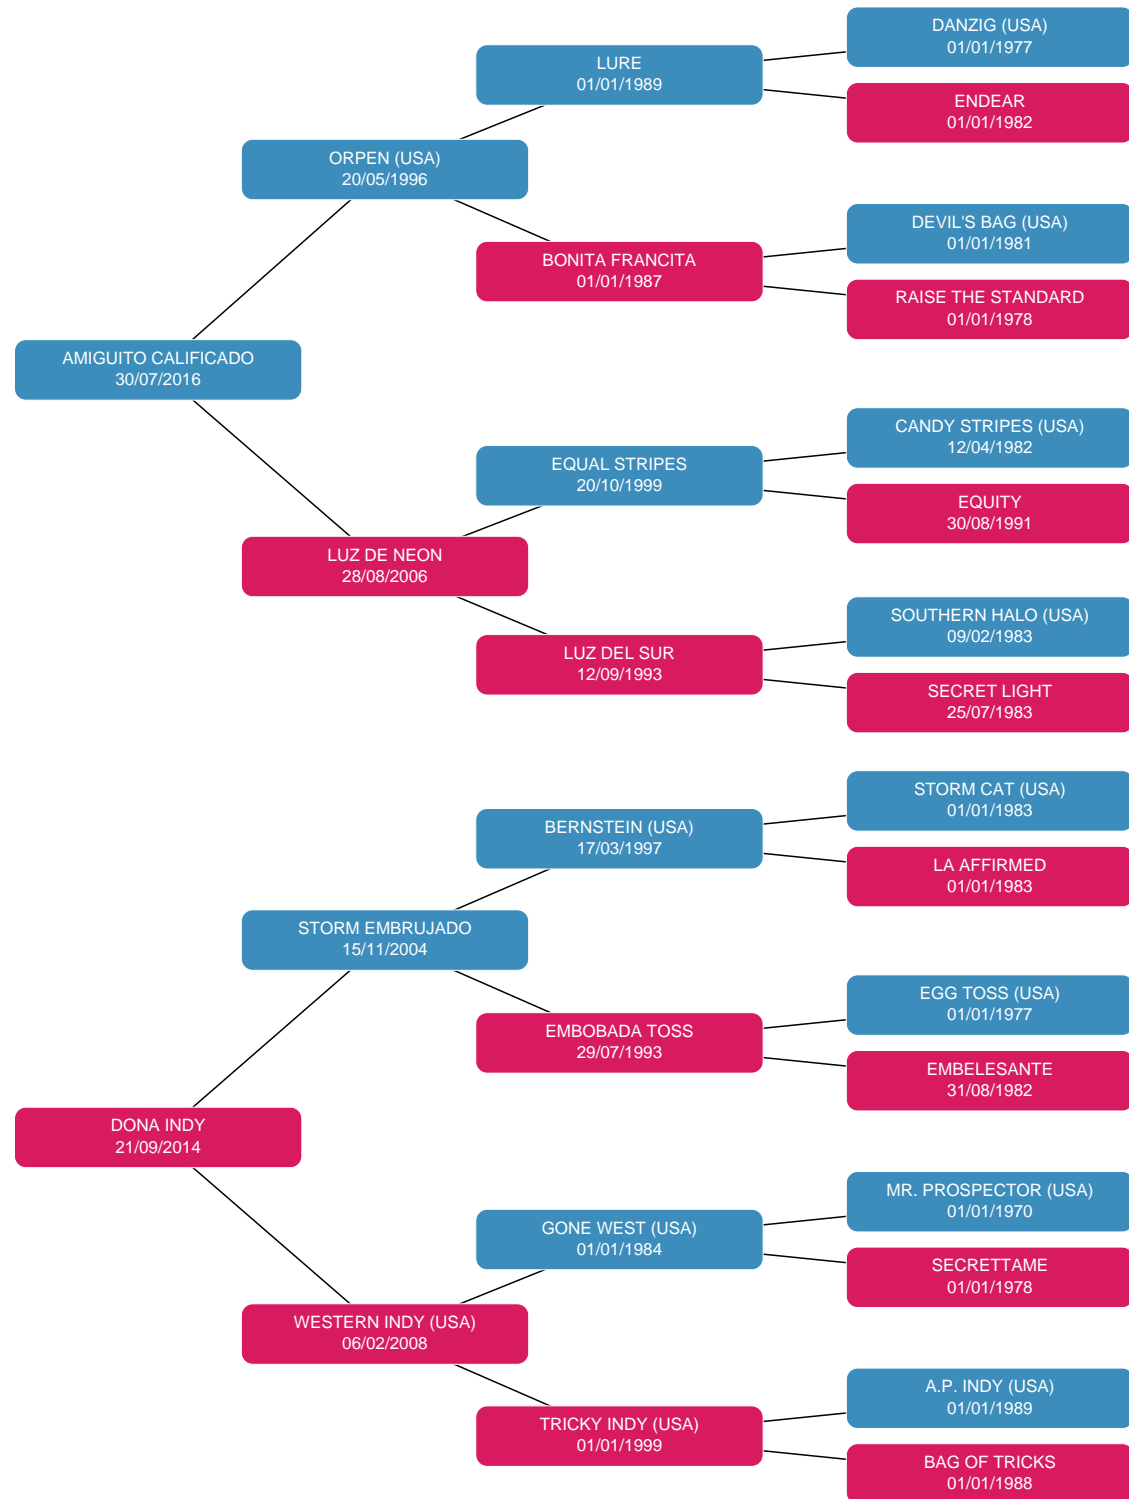 DANZIG (USA)
01/01/1977
LURE
01/01/1989
ENDEAR
01/01/1982
ORPEN (USA)
20/05/1996
DEVIL'S BAG (USA)
01/01/1981
BONITA FRANCITA
01/01/1987
RAISE THE STANDARD
01/01/1978
AMIGUITO CALIFICADO
30/07/2016
CANDY STRIPES (USA)
12/04/1982
EQUAL STRIPES
20/10/1999
EQUITY
30/08/1991
LUZ DE NEON
28/08/2006
SOUTHERN HALO (USA)
09/02/1983
LUZ DEL SUR
12/09/1993
SECRET LIGHT
25/07/1983
STORM CAT (USA)
01/01/1983
BERNSTEIN (USA)
17/03/1997
LA AFFIRMED
01/01/1983
STORM EMBRUJADO
15/11/2004
EGG TOSS (USA)
01/01/1977
EMBOBADA TOSS
29/07/1993
EMBELESANTE
31/08/1982
DONA INDY
21/09/2014
MR. PROSPECTOR (USA)
01/01/1970
GONE WEST (USA)
01/01/1984
SECRETTAME
01/01/1978
WESTERN INDY (USA)
06/02/2008
A.P. INDY (USA)
01/01/1989
TRICKY INDY (USA)
01/01/1999
BAG OF TRICKS
01/01/1988